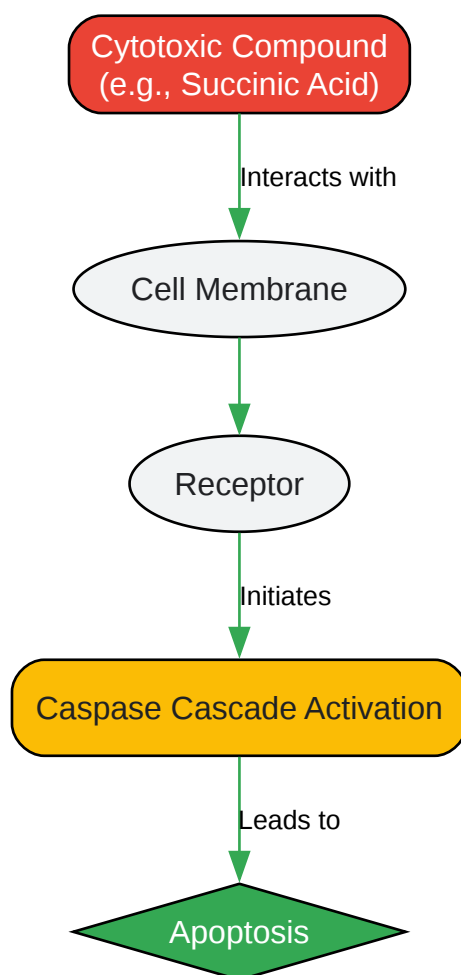 Cytotoxic Compound
(e.g., Succinic Acid)
Interacts with
Cell Membrane
Receptor
Initiates
Caspase Cascade Activation
Leads to
Apoptosis